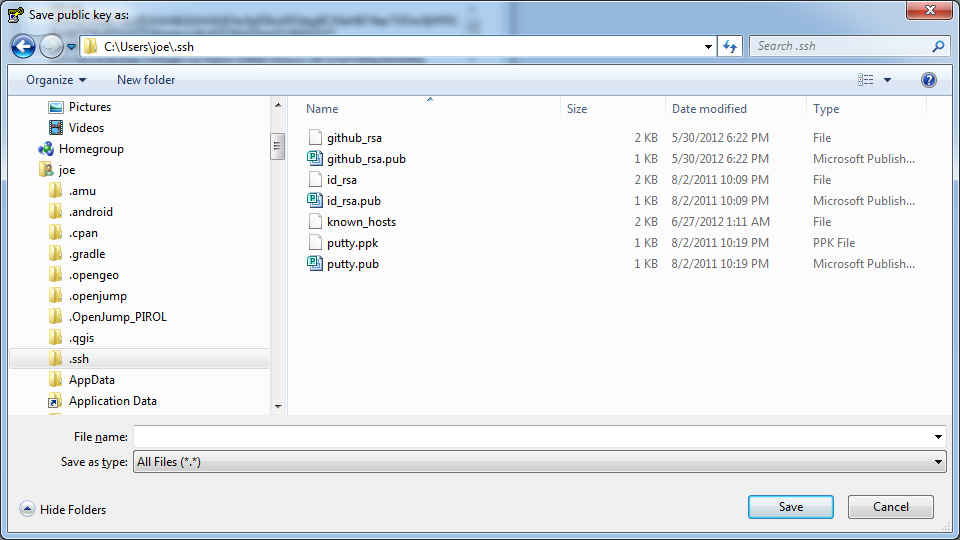 Save public key as:
C:\Users\joe\.ssh
Search .ssh
Organize New folder
Pictures
Videos
Homegroup
joe
.amu
.android
.cpan
.gradle
.opengeo
.openjump
.OpenJump_PIROL
.qgis
.ssh
AppData
Application Data
Name Size Date modified Type
github_rsa 2 KB 5/30/2012 6:22 PM File
github_rsa.pub 1 KB 5/30/2012 6:22 PM Microsoft Publish...
id_rsa 2 KB 8/2/2011 10:09 PM File
id_rsa.pub 1 KB 8/2/2011 10:09 PM Microsoft Publish...
known_hosts 2 KB 6/27/2012 1:11 AM File
putty.ppk 1 KB 8/2/2011 10:19 PM PPK File
putty.pub 1 KB 8/2/2011 10:19 PM Microsoft Publish...
File name:
Save as type: All Files (*.*)
Hide Folders Save Cancel